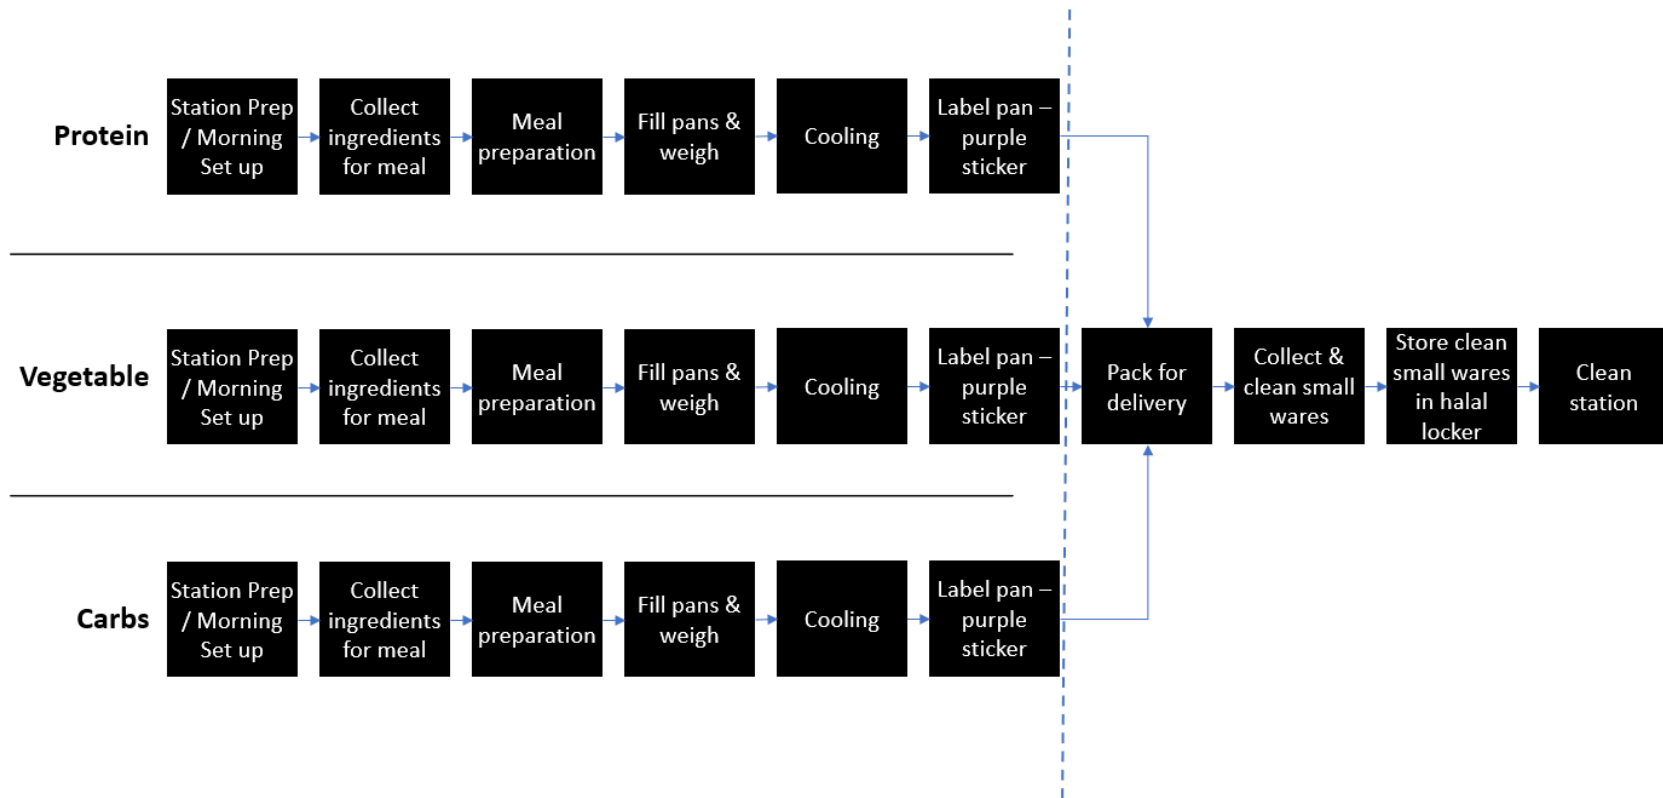 Protein
Station Prep
/ Morning
Set up
Collect
ingredients
for meal
Meal
preparation
Fill pans &
weigh
Cooling
Label pan –
purple
sticker
Vegetable
Station Prep
/ Morning
Set up
Collect
ingredients
for meal
Meal
preparation
Fill pans &
weigh
Cooling
Label pan –
purple
sticker
Pack for
delivery
Collect &
clean small
wares
Store clean
small wares
in halal
locker
Clean
station
Carbs
Station Prep
/ Morning
Set up
Collect
ingredients
for meal
Meal
preparation
Fill pans &
weigh
Cooling
Label pan –
purple
sticker